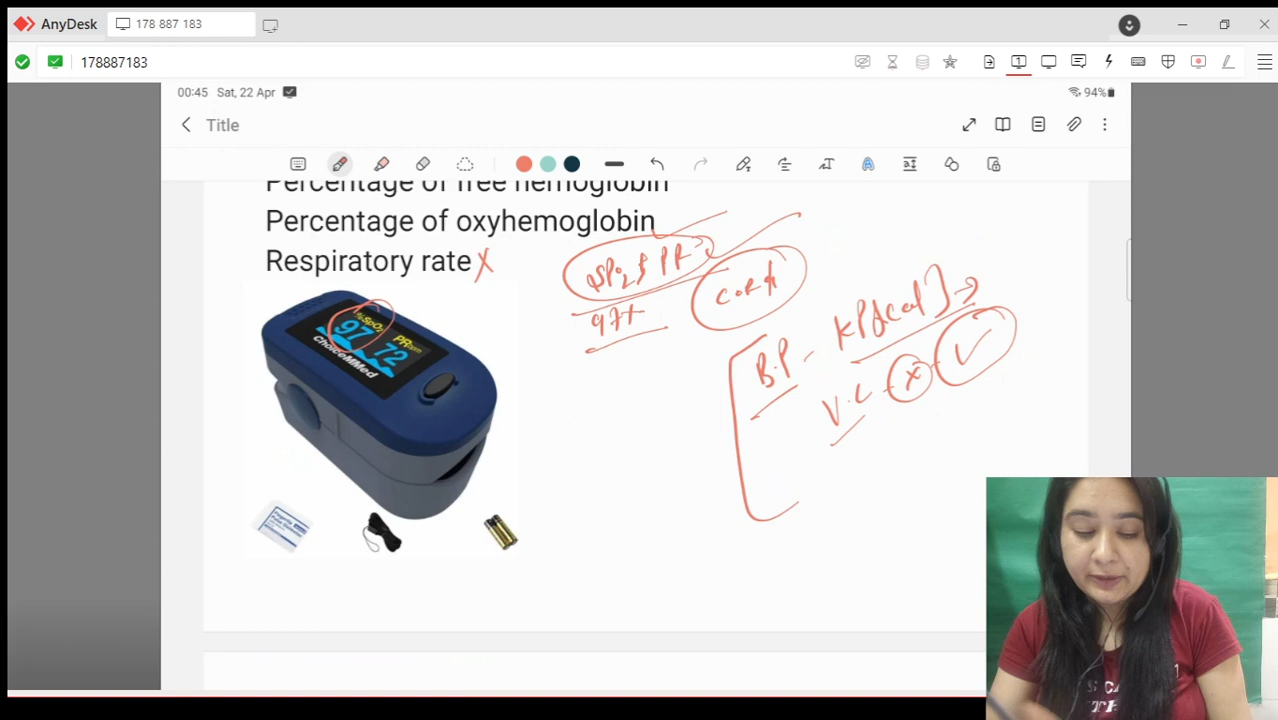 AnyDesk
178 887 183
178887183
1
00:45 Sat, 22 Apr
94%
Title
Percentage of free hemoglobin
Percentage of oxyhemoglobin
Respiratory rate X
SPO2 & PR
97%
B.P -
V.C - X - ✓
%SpO2
PRbpm
97 72
ChoiceMMed